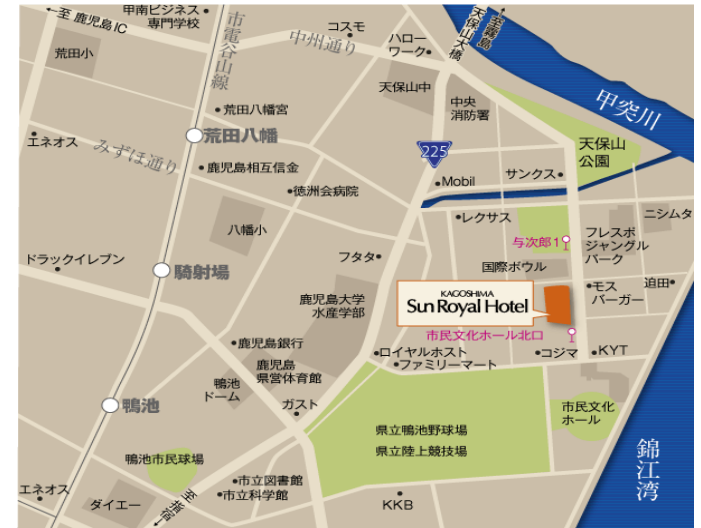 至 鹿児島IC
甲南ビジネス
専門学校
市電谷山線
コスモ
中州通り
ハロー
ワーク
天保山大橋
至霧島
荒田小
天保山中
中央
消防署
甲突川
荒田八幡宮
エネオス
みずほ通り
荒田八幡
225
天保山
公園
鹿児島相互信金
Mobil
サンクス
徳洲会病院
レクサス
ニシムタ
八幡小
与次郎1
フレスポ
ジャングル
パーク
ドラックイレブン
フタタ
国際ボウル
騎射場
鹿児島大学
水産学部
KAGOSHIMA
Sun Royal Hotel
モス
バーガー
迫田
市民文化ホール北口
鹿児島銀行
ロイヤルホスト
コジマ
KYT
鹿児島
県営体育館
ファミリーマート
鴨池
ドーム
ガスト
鴨池
市民文化
ホール
県立鴨池野球場
県立陸上競技場
錦江湾
鴨池市民球場
市立図書館
市立科学館
エネオス
ダイエー
至指宿
KKB